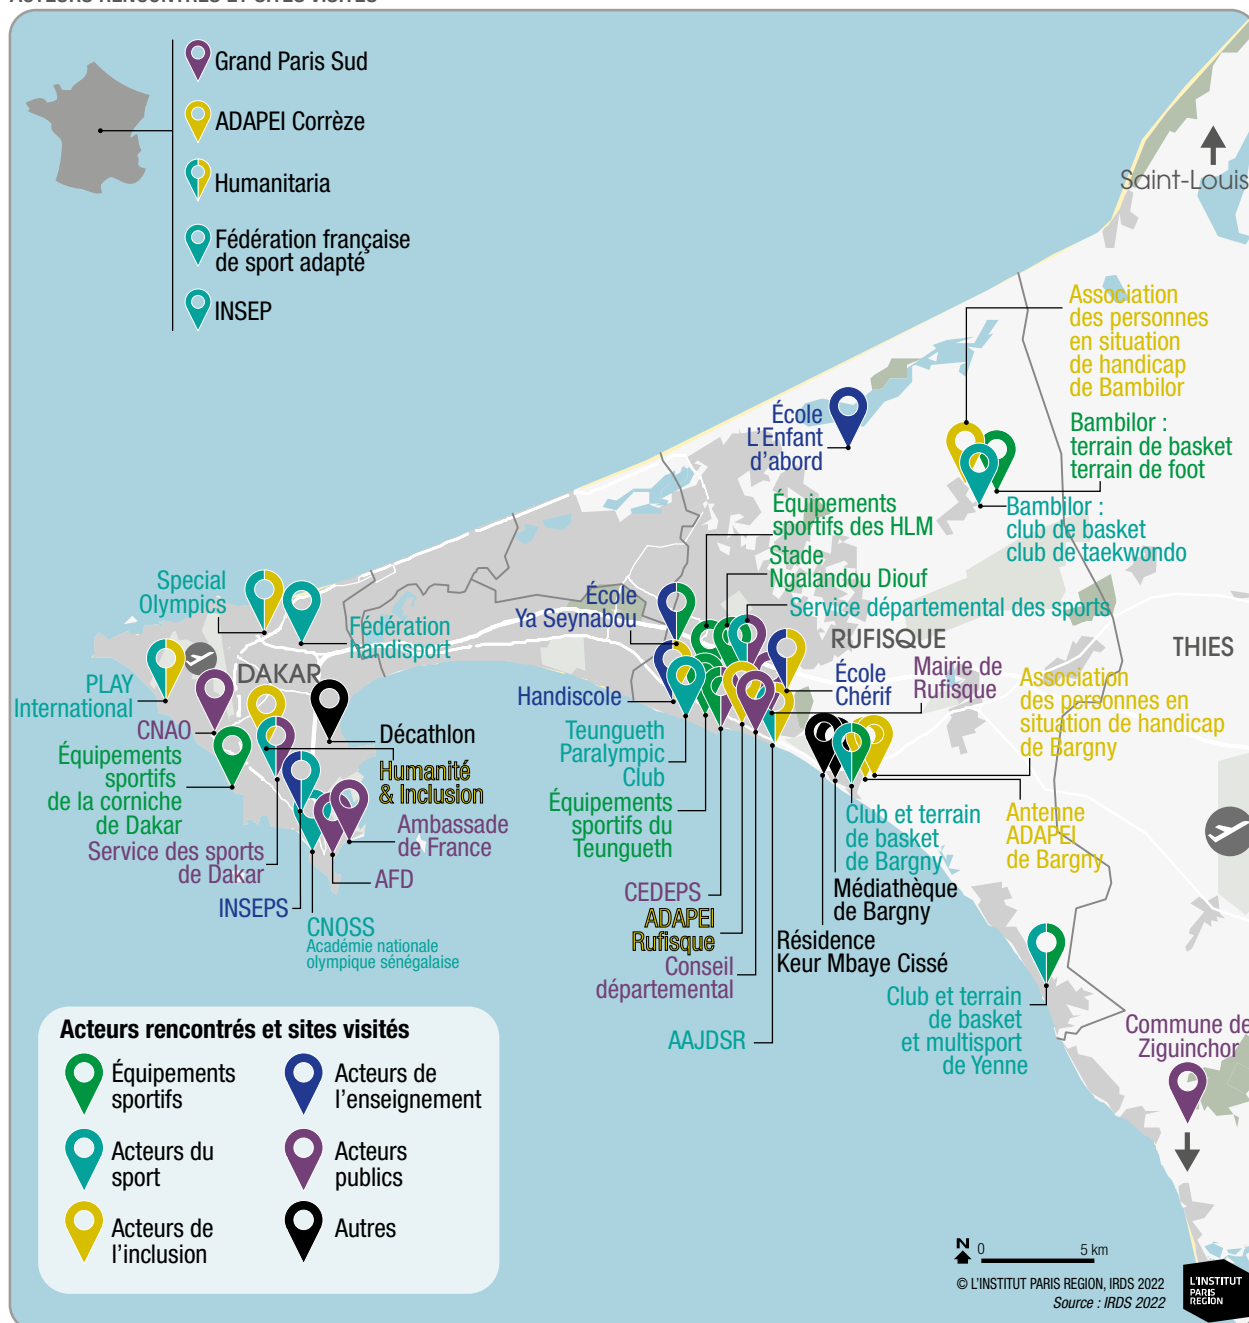 ACTEURS RENCONTRÉS ET SITES VISITÉS
Grand Paris Sud
ADAPEI Corrèze
Humanitaria
Fédération française
de sport adapté
INSEP
Saint-Louis
Association
des personnes
en situation
de handicap
de Bambilor
Bambilor :
terrain de basket
terrain de foot
Bambilor :
club de basket
club de taekwondo
École
L'Enfant
d'abord
Équipements
sportifs des HLM
Stade
Ngalandou Diouf
Service départemental des sports
École
Ya Seynabou
Special
Olympics
Fédération
handisport
DAKAR
RUFISQUE
THIES
PLAY
International
CNAO
Équipements
sportifs
de la corniche
de Dakar
Service des sports
de Dakar
INSEPS
CNOSS
Académie nationale
olympique sénégalaise
Décathlon
Humanité
& Inclusion
Ambassade
de France
AFD
Handiscole
Teungueth
Paralympic
Club
Équipements
sportifs du
Teungueth
CEDEPS
ADAPEI
Rufisque
Conseil
départemental
AAJDSR
École
Chérif
Mairie de
Rufisque
Association
des personnes en
situation de handicap
de Bargny
Antenne
ADAPEI
de Bargny
Club et terrain
de basket
de Bargny
Médiathèque
de Bargny
Résidence
Keur Mbaye Cissé
Club et terrain
de basket
et multisport
de Yenne
Commune de
Ziguinchor
Acteurs rencontrés et sites visités
Équipements
sportifs
Acteurs du
sport
Acteurs de
l'inclusion
Acteurs de
l'enseignement
Acteurs
publics
Autres
N
0 5 km
© L'INSTITUT PARIS REGION, IRDS 2022
Source : IRDS 2022
L'INSTITUT
PARIS
REGION